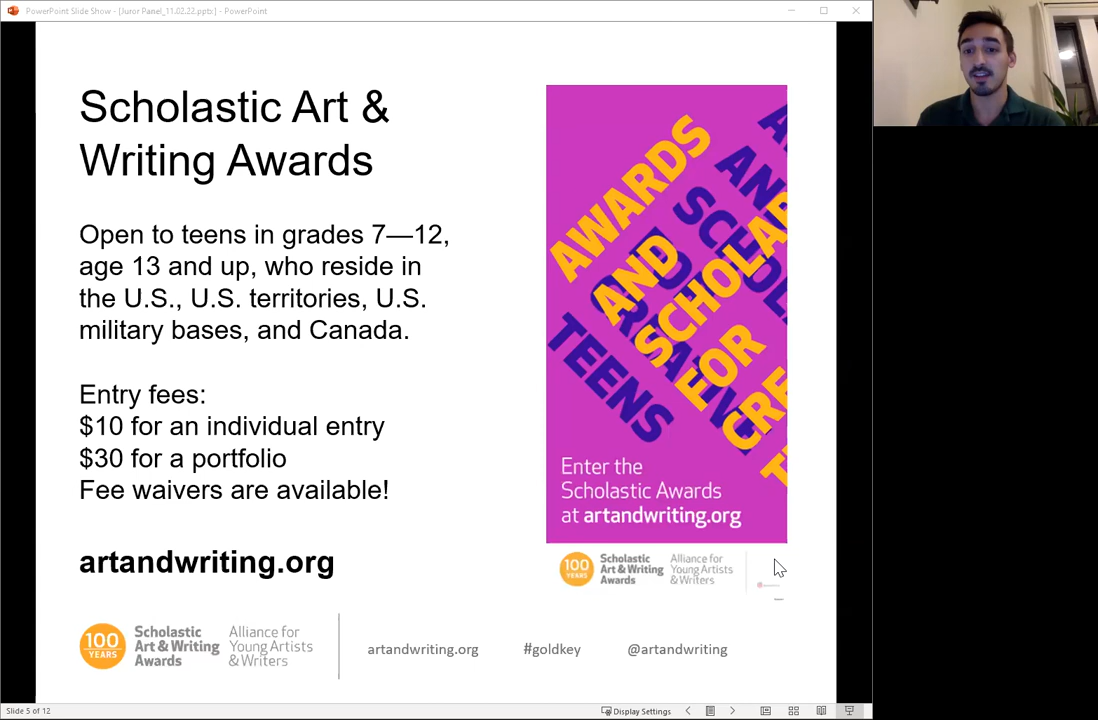 PowerPoint Slide Show - [Juror Panel_11.02.22.pptx] - PowerPoint
Scholastic Art &
Writing Awards
Open to teens in grades 7—12,
age 13 and up, who reside in
the U.S., U.S. territories, U.S.
military bases, and Canada.
Entry fees:
$10 for an individual entry
$30 for a portfolio
Fee waivers are available!
artandwriting.org
AWARDS
AND
SCHOLAR
FOR
CRE
T
AND
SCHOL
CREATIVE
TEENS
Enter the
Scholastic Awards
at artandwriting.org
100
YEARS
Scholastic
Art & Writing
Awards
Alliance for
Young Artists
& Writers
100
YEARS
Scholastic
Art & Writing
Awards
Alliance for
Young Artists
& Writers
artandwriting.org
#goldkey
@artandwriting
Slide 5 of 12
Display Settings